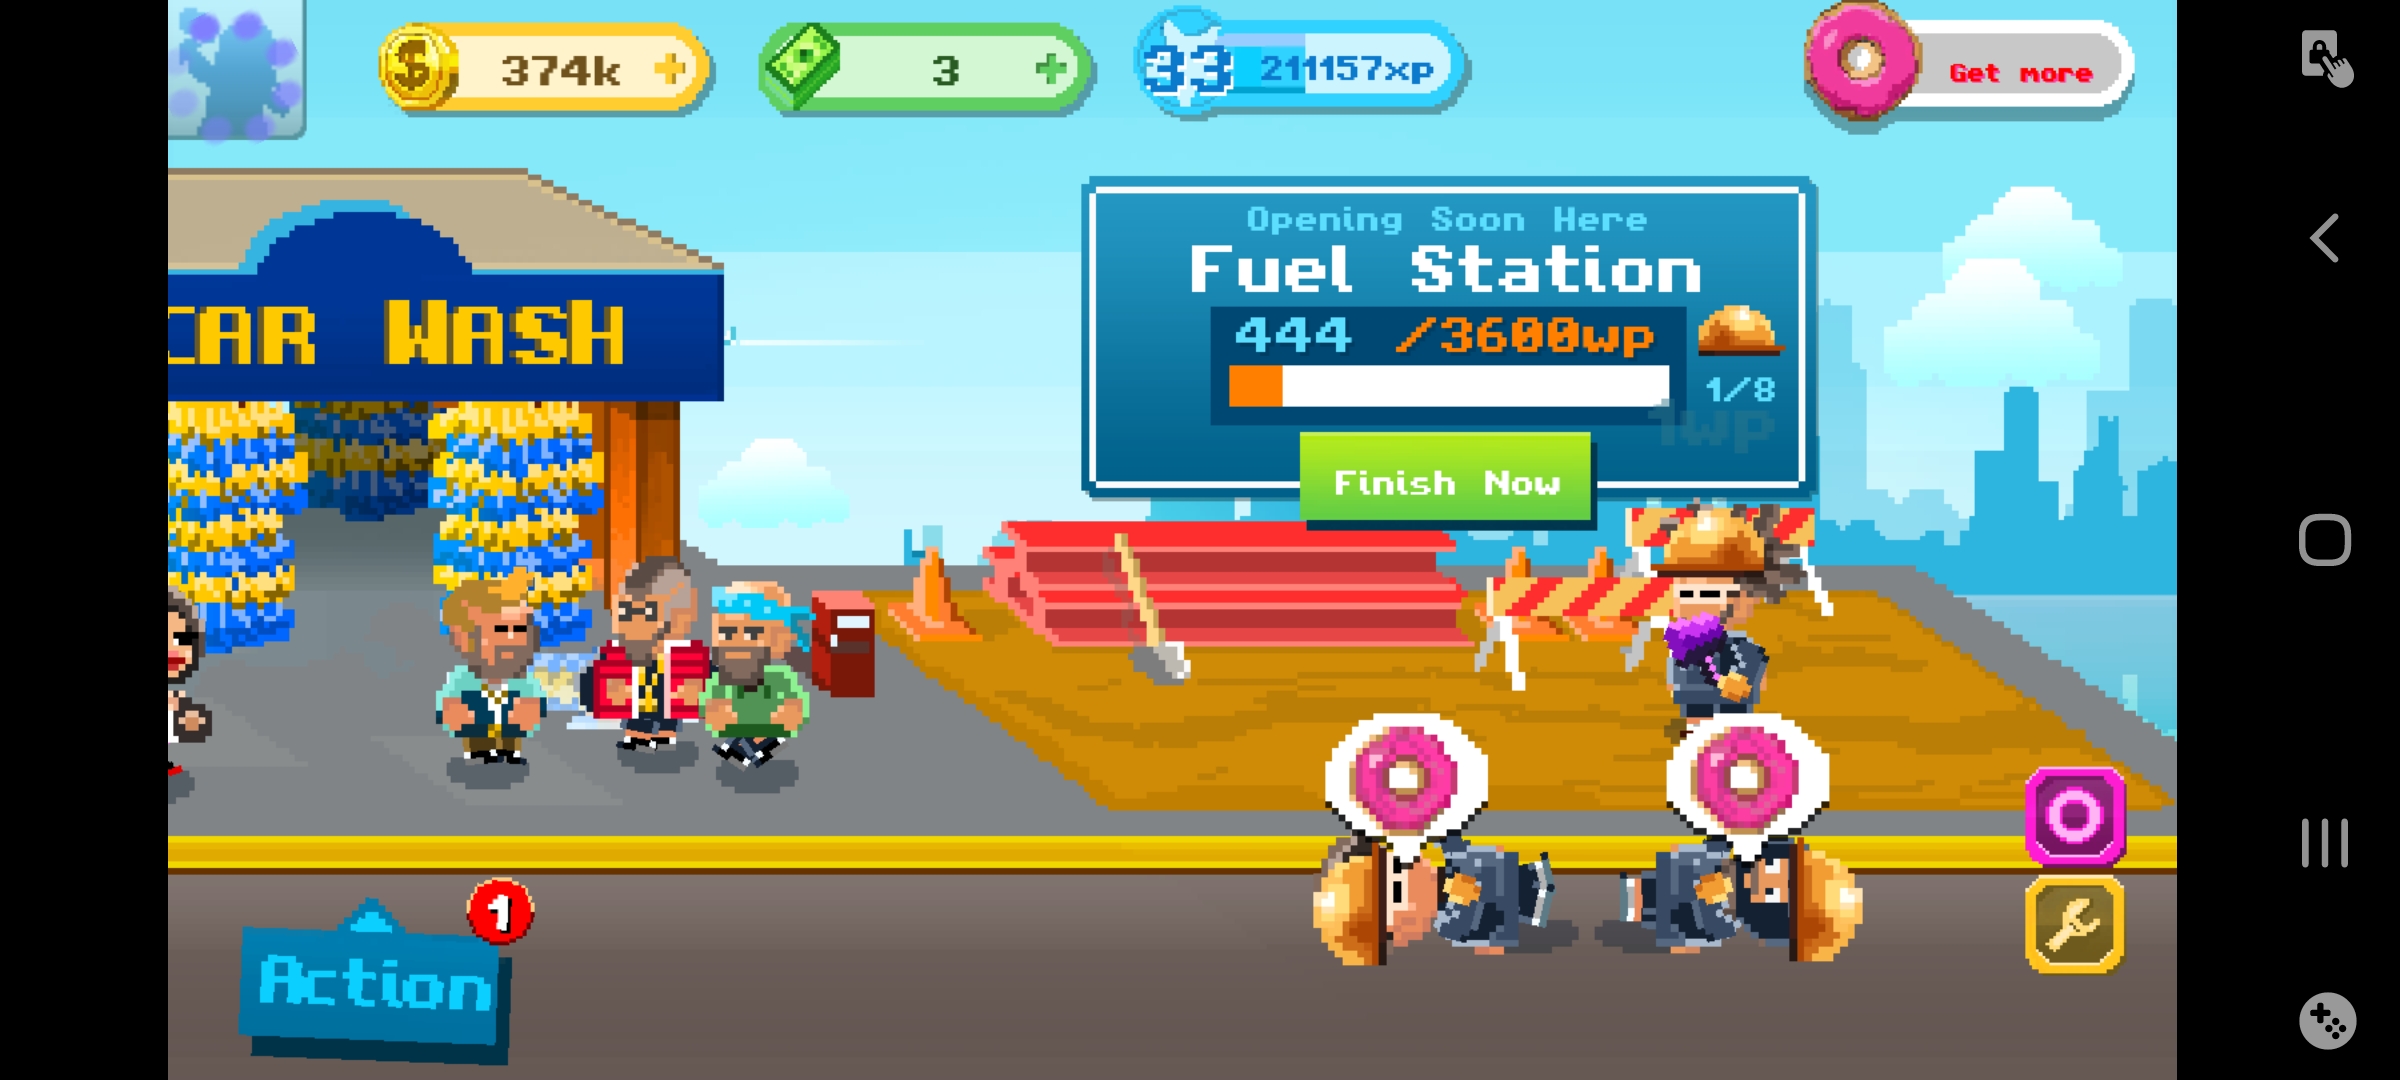 374k
3
33
211157xp
Get more
Opening Soon Here
Fuel Station
444 /3600wp
1/8
1wp
Finish Now
CAR WASH
1
Action